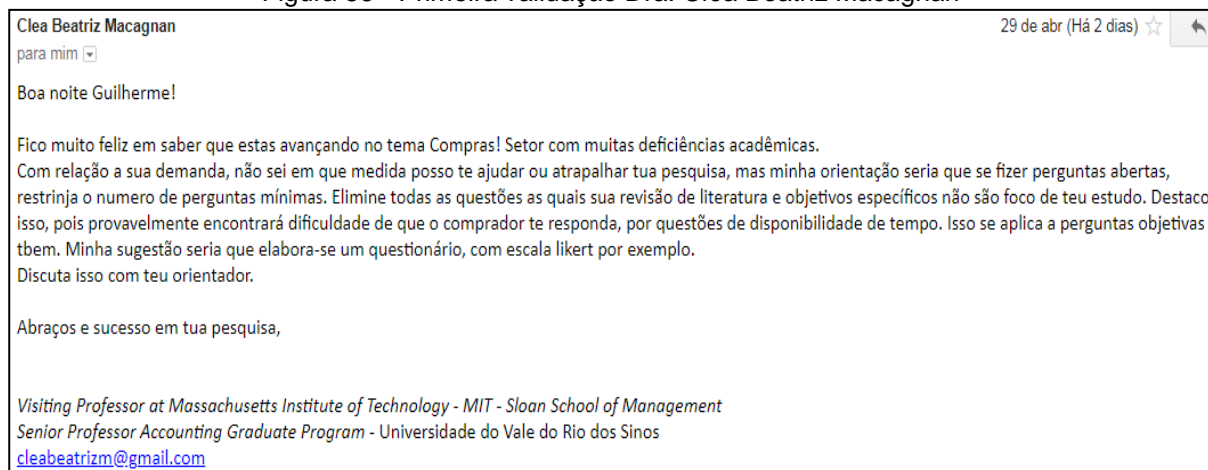 Clea Beatriz Macagnan
29 de abr (Há 2 dias)
para mim
Boa noite Guilherme!
Fico muito feliz em saber que estas avançando no tema Compras! Setor com muitas deficiências acadêmicas.
Com relação a sua demanda, não sei em que medida posso te ajudar ou atrapalhar tua pesquisa, mas minha orientação seria que se fizer perguntas abertas,
restrinja o numero de perguntas mínimas. Elimine todas as questões as quais sua revisão de literatura e objetivos específicos não são foco de teu estudo. Destaco
isso, pois provavelmente encontrará dificuldade de que o comprador te responda, por questões de disponibilidade de tempo. Isso se aplica a perguntas objetivas
tbem. Minha sugestão seria que elabora-se um questionário, com escala likert por exemplo.
Discuta isso com teu orientador.
Abraços e sucesso em tua pesquisa,
Visiting Professor at Massachusetts Institute of Technology - MIT - Sloan School of Management
Senior Professor Accounting Graduate Program - Universidade do Vale do Rio dos Sinos
cleabeatrizm@gmail.com